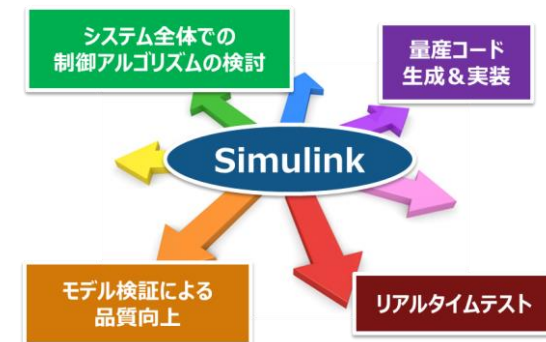 システム全体での
制御アルゴリズムの検討
量産コード
生成＆実装
Simulink
モデル検証による
品質向上
リアルタイムテスト